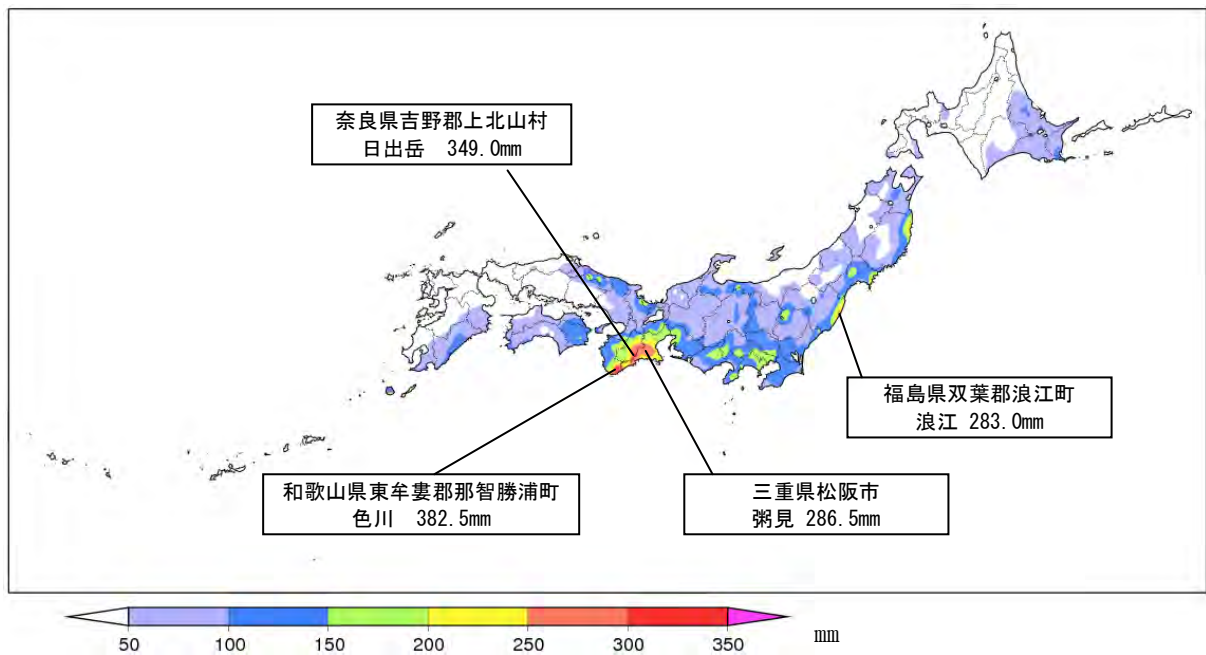 奈良県吉野郡上北山村
日出岳 349.0mm
福島県双葉郡浪江町
浪江 283.0mm
和歌山県東牟婁郡那智勝浦町
色川 382.5mm
三重県松阪市
粥見 286.5mm
50 100 150 200 250 300 350 mm